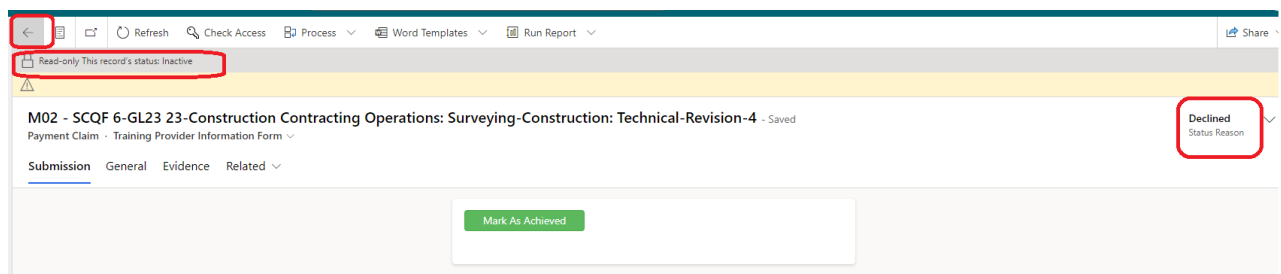 Refresh Check Access Process Word Templates Run Report Share
Read-only This record's status: Inactive
M02 - SCQF 6-GL23 23-Construction Contracting Operations: Surveying-Construction: Technical-Revision-4 - Saved
Payment Claim · Training Provider Information Form
Declined
Status Reason
Submission General Evidence Related
Mark As Achieved